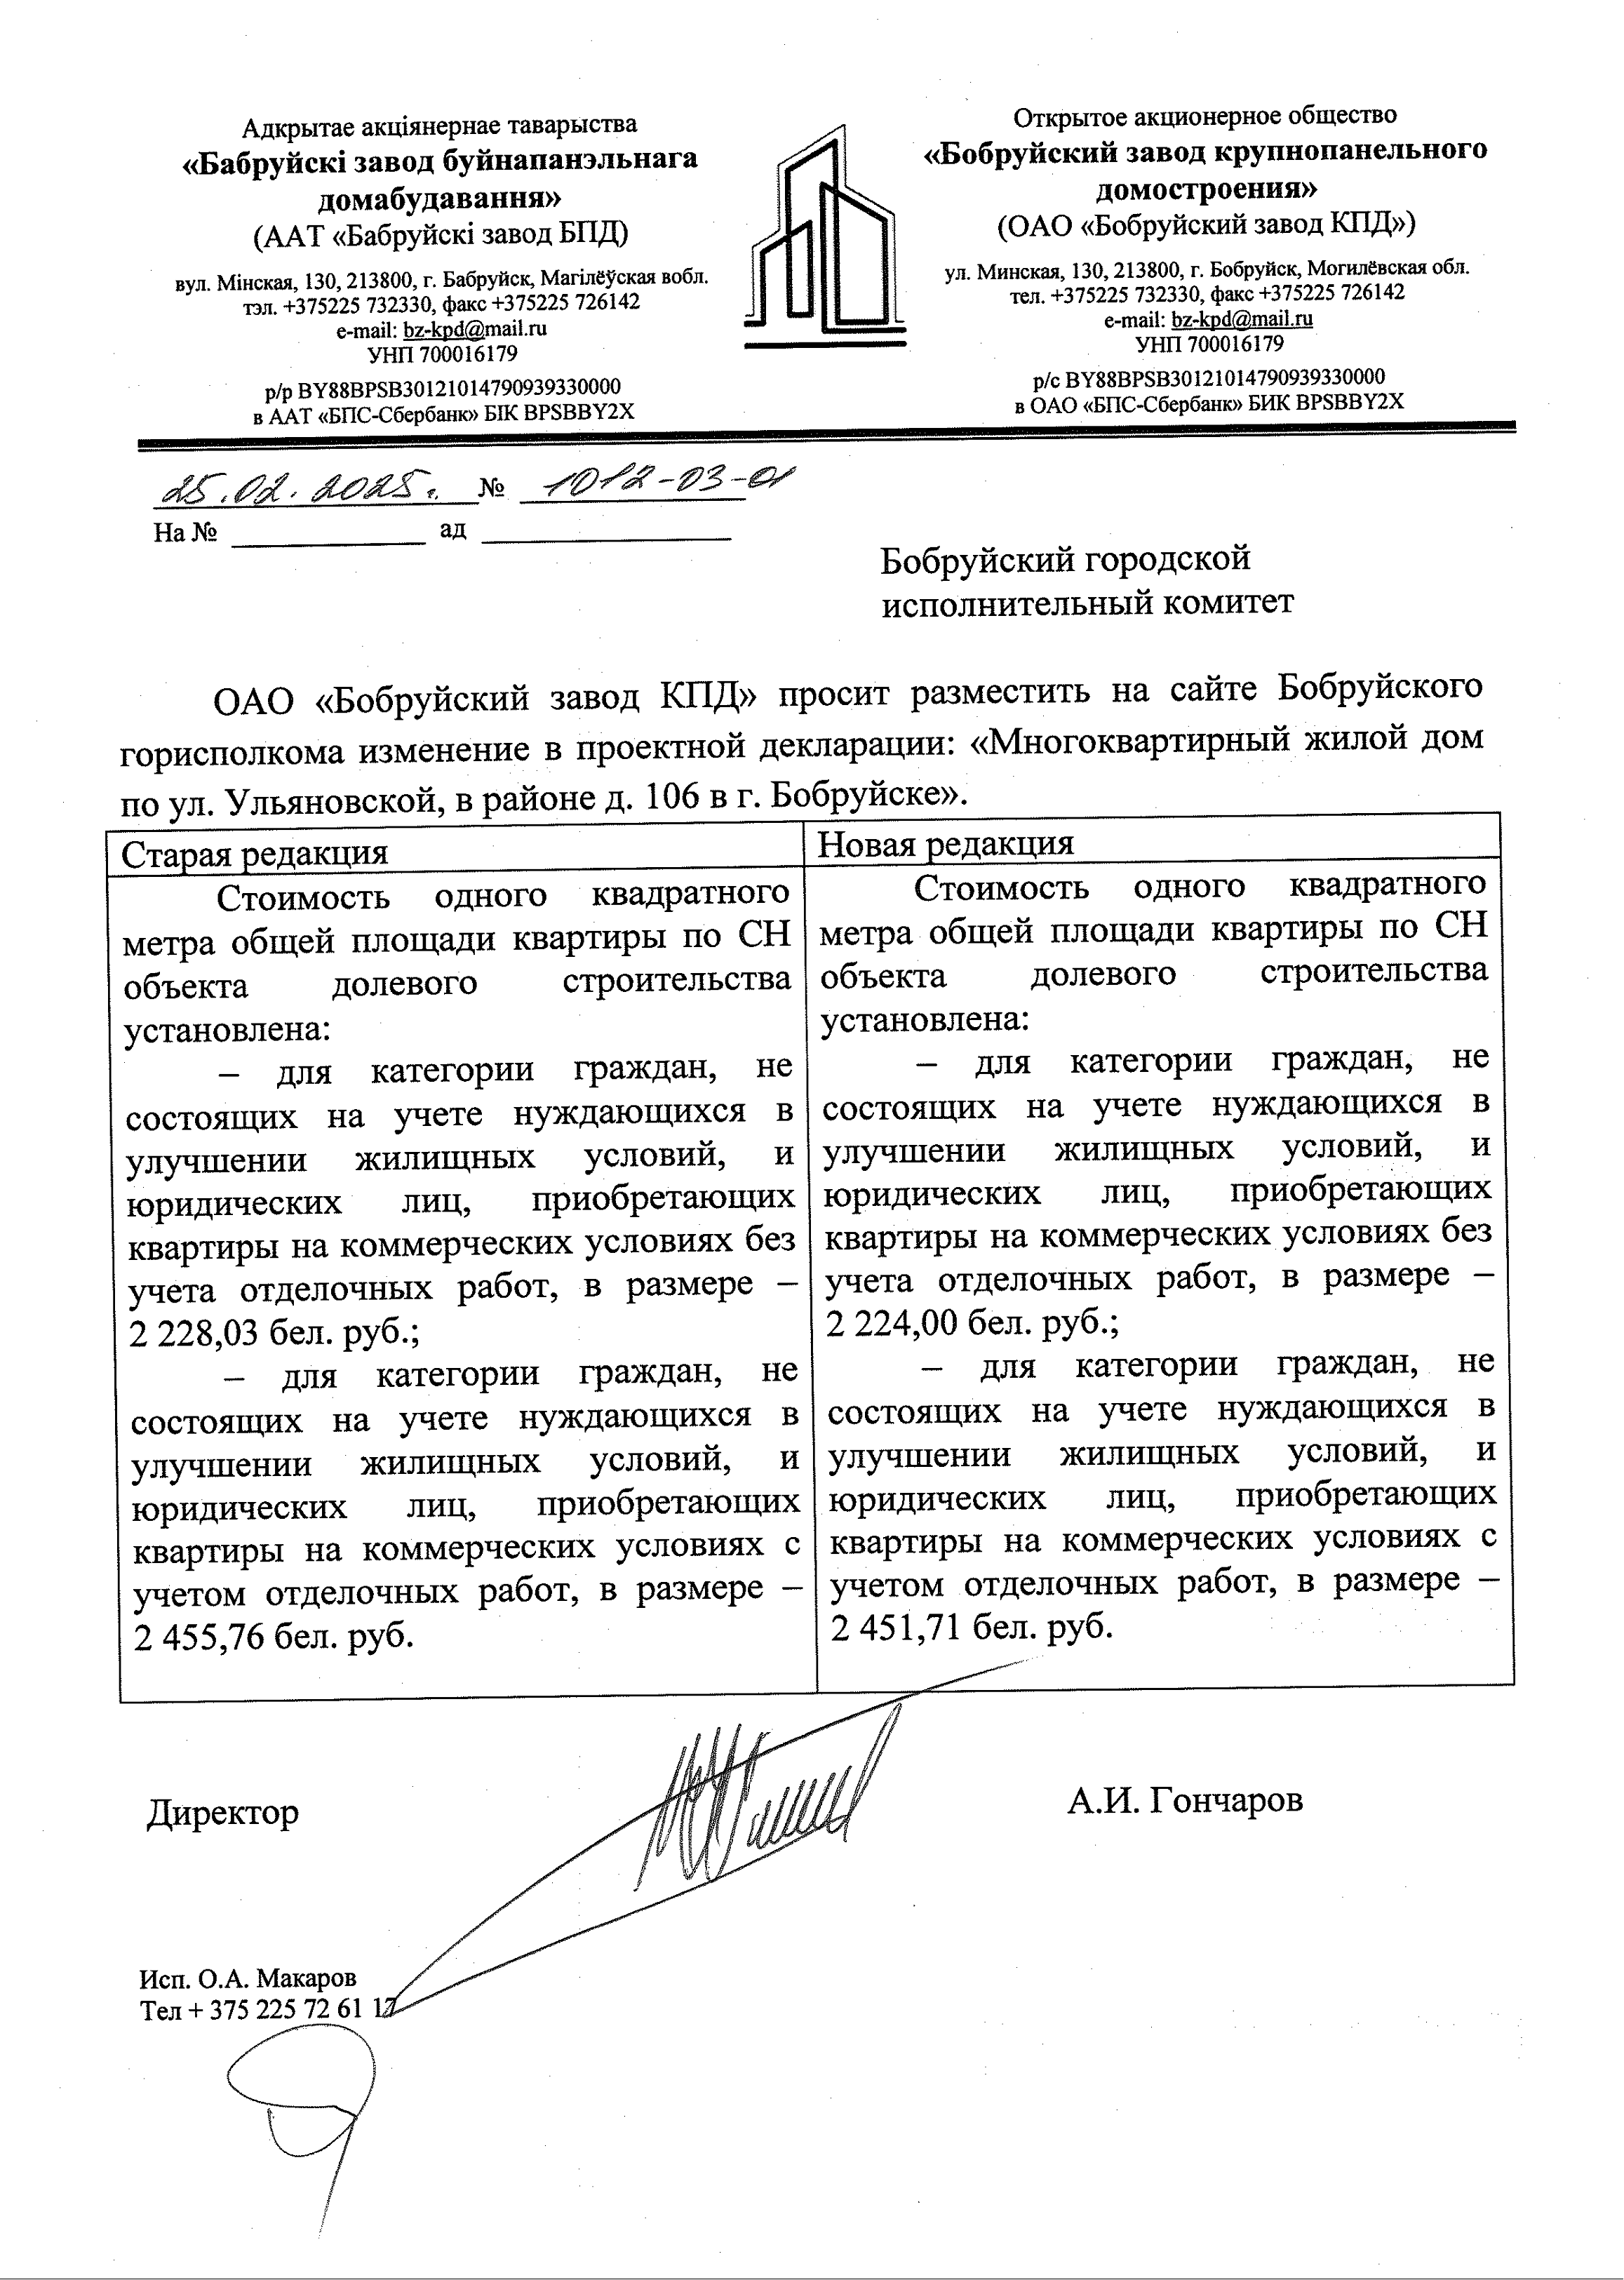 Адкрытае акцiянернае таварыства
«Бабруйскi завод буйнапанэльнага
домабудавання»
(ААТ «Бабруйскi завод БПД)
вул. Мiнская, 130, 213800, г. Бабруйск, Магiлёўская вобл.
тэл. +375225 732330, факс +375225 726142
e-mail: bz-kpd@mail.ru
УНП 700016179
р/р BY88BPSB30121014790939330000
в ААТ «БПС-Сбербанк» БIК BPSBBY2X
Открытое акционерное общество
«Бобруйский завод крупнопанельного
домостроения»
(ОАО «Бобруйский завод КПД»)
ул. Минская, 130, 213800, г. Бобруйск, Могилёвская обл.
тел. +375225 732330, факс +375225 726142
e-mail: bz-kpd@mail.ru
УНП 700016179
р/с BY88BPSB30121014790939330000
в ОАО «БПС-Сбербанк» БИК BPSBBY2X
25.02.2025г. № 1012-03-01
На № ____________ ад ________________
Бобруйский городской
исполнительный комитет
ОАО «Бобруйский завод КПД» просит разместить на сайте Бобруйского
горисполкома изменение в проектной декларации: «Многоквартирный жилой дом
по ул. Ульяновской, в районе д. 106 в г. Бобруйске».
Старая редакция
Стоимость одного квадратного
метра общей площади квартиры по СН
объекта долевого строительства
установлена:
– для категории граждан, не
состоящих на учете нуждающихся в
улучшении жилищных условий, и
юридических лиц, приобретающих
квартиры на коммерческих условиях без
учета отделочных работ, в размере –
2 228,03 бел. руб.;
– для категории граждан, не
состоящих на учете нуждающихся в
улучшении жилищных условий, и
юридических лиц, приобретающих
квартиры на коммерческих условиях с
учетом отделочных работ, в размере –
2 455,76 бел. руб.
Новая редакция
Стоимость одного квадратного
метра общей площади квартиры по СН
объекта долевого строительства
установлена:
– для категории граждан, не
состоящих на учете нуждающихся в
улучшении жилищных условий, и
юридических лиц, приобретающих
квартиры на коммерческих условиях без
учета отделочных работ, в размере –
2 224,00 бел. руб.;
– для категории граждан, не
состоящих на учете нуждающихся в
улучшении жилищных условий, и
юридических лиц, приобретающих
квартиры на коммерческих условиях с
учетом отделочных работ, в размере –
2 451,71 бел. руб.
Директор
А.И. Гончаров
Исп. О.А. Макаров
Тел + 375 225 72 61 17